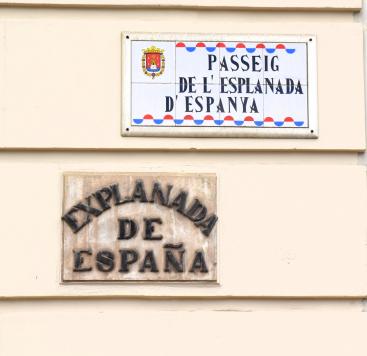 PASSEIG
DE L'ESPLANADA
D'ESPANYA
EXPLANADA
DE
ESPAÑA